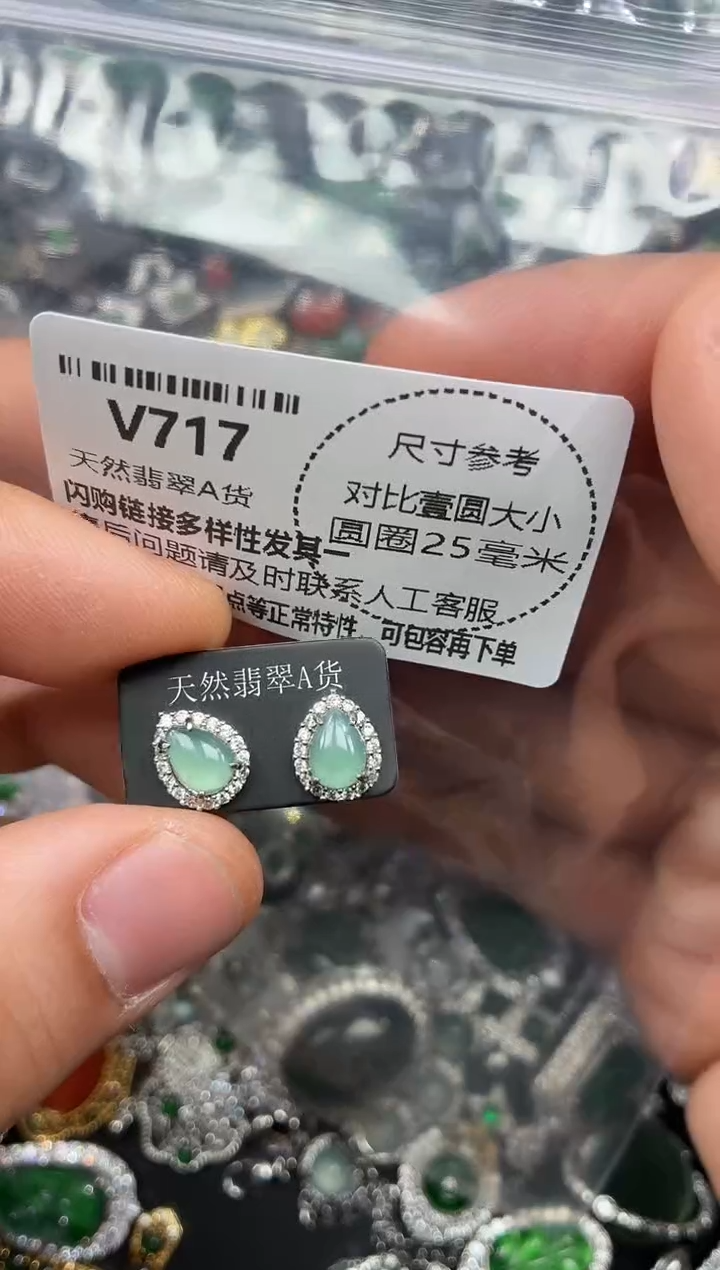 V717
天然翡翠A货
闪购链接多样性发其一
后问题请及时联系人工客服
点等正常特性，可包容再下单
尺寸参考
对比壹圆大小
圆圈25毫米
天然翡翠A货